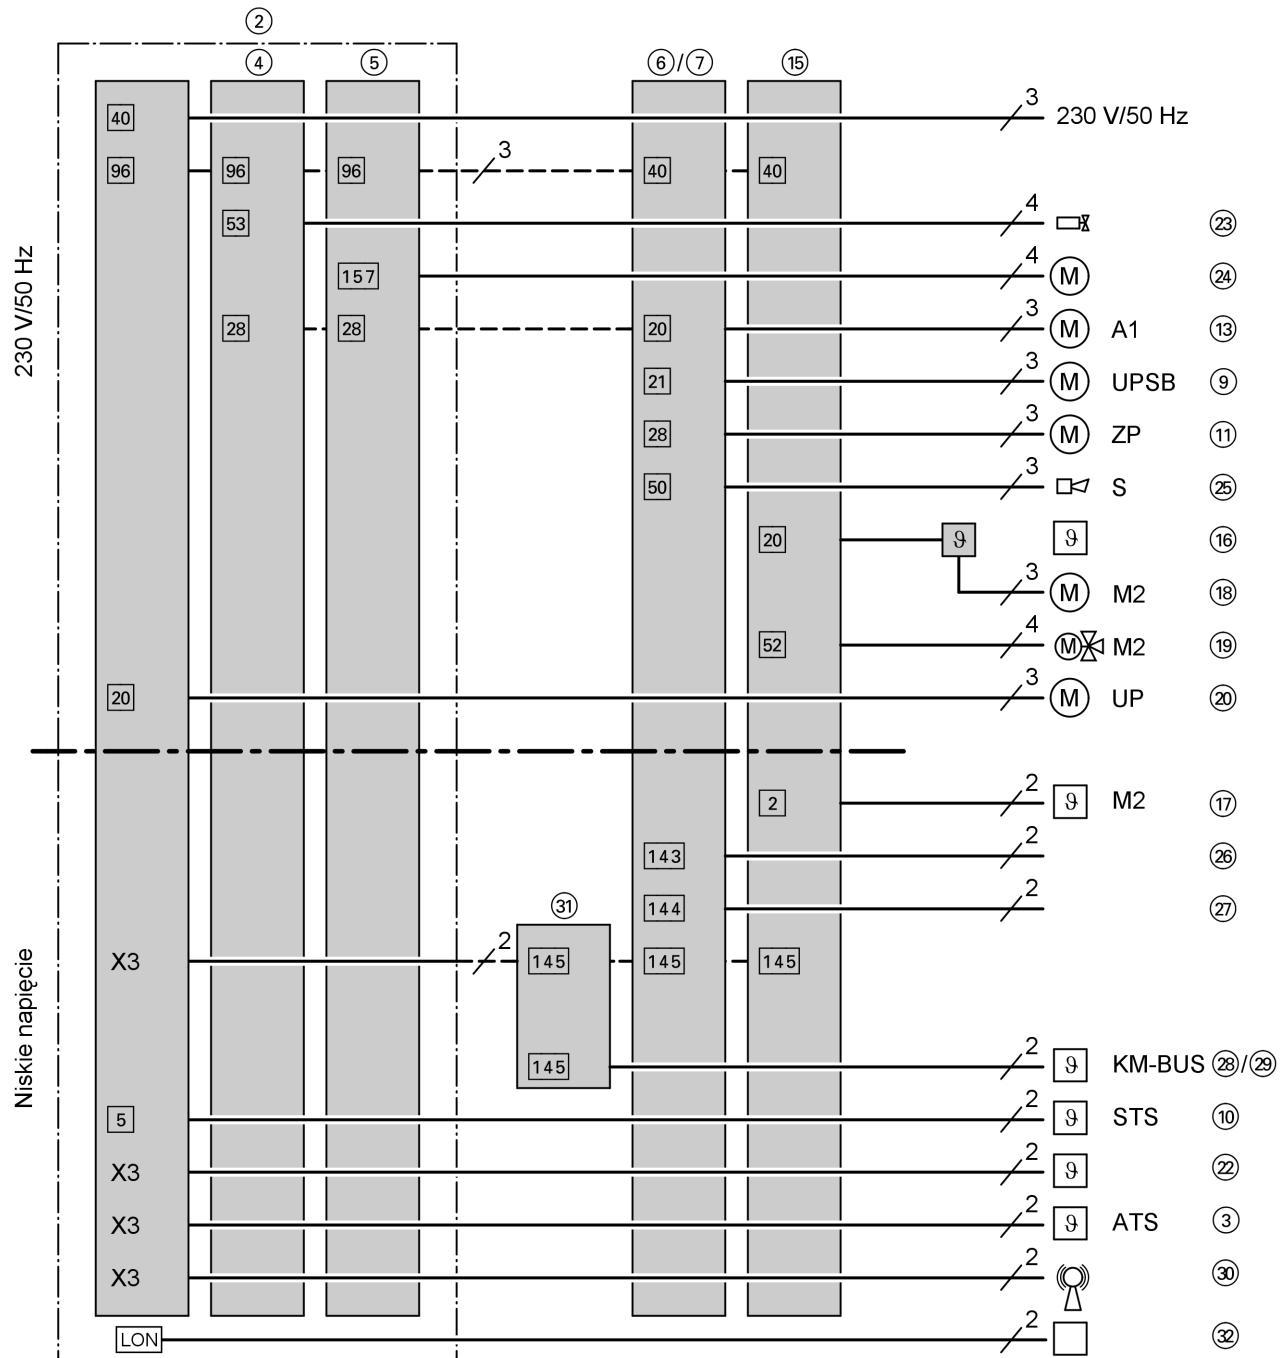 ②
④ ⑤ ⑥/⑦ ⑮
40 3 230 V/50 Hz
96 96 96 3 40 40
53 4 ㉓
157 4 M ㉔
28 28 20 3 M A1 ⑬
21 3 M UPSB ⑨
28 3 M ZP ⑪
50 3 S ㉕
20 ϑ ϑ ⑯
3 M M2 ⑱
52 4 M M2 ⑲
20 3 M UP ⑳
230 V/50 Hz
2 2 ϑ M2 ⑰
143 2 ㉖
144 2 ㉗
㉛
X3 2 145 145 145
145 2 ϑ KM-BUS ㉘/㉙
5 2 ϑ STS ⑩
X3 2 ϑ ㉒
X3 2 ϑ ATS ③
X3 2 ㉚
LON 2 ㉜
Niskie napięcie